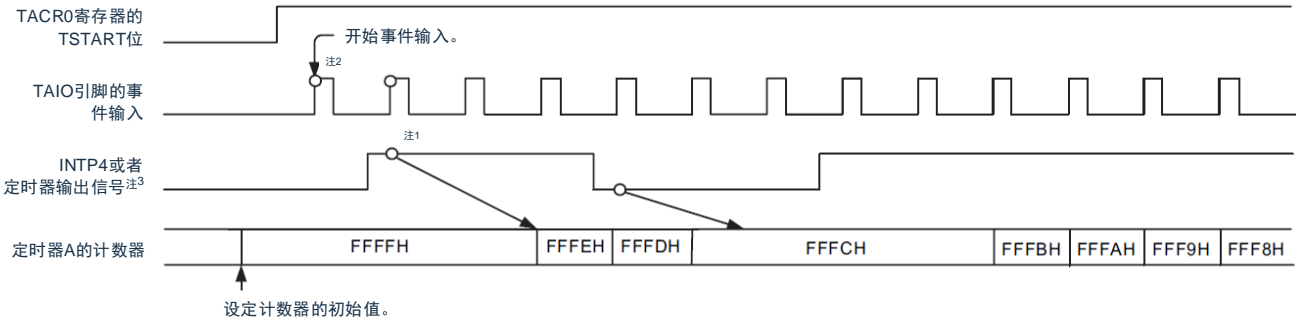 TACR0寄存器的
TSTART位
开始事件输入。
注2
TAIO引脚的事
件输入
注1
INTP4或者
定时器输出信号注3
定时器A的计数器
FFFFH
FFFEH
FFFDH
FFFCH
FFFBH
FFFAH
FFF9H
FFF8H
设定计数器的初始值。